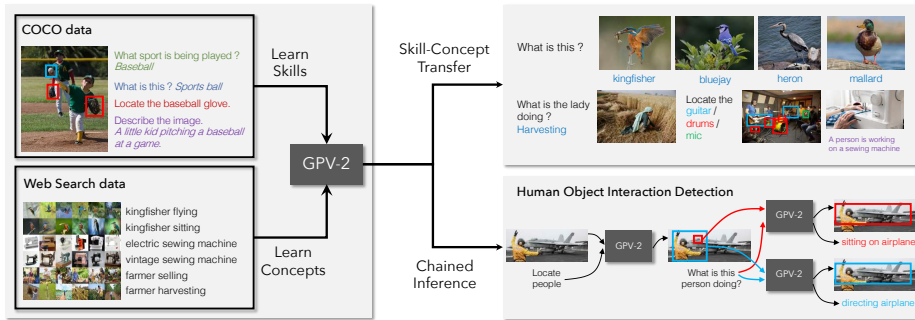 COCO data
What sport is being played ?
Baseball
What is this ? Sports ball
Locate the baseball glove.
Describe the image.
A little kid pitching a baseball
at a game.
Web Search data
kingfisher flying
kingfisher sitting
electric sewing machine
vintage sewing machine
farmer selling
farmer harvesting
Learn
Skills
GPV-2
Learn
Concepts
Skill-Concept
Transfer
Chained
Inference
What is this ?
kingfisher
bluejay
heron
mallard
What is the lady
doing ?
Harvesting
Locate the
guitar /
drums /
mic
A person is working
on a sewing machine
Human Object Interaction Detection
Locate
people
GPV-2
What is this
person doing?
GPV-2
sitting on airplane
GPV-2
directing airplane